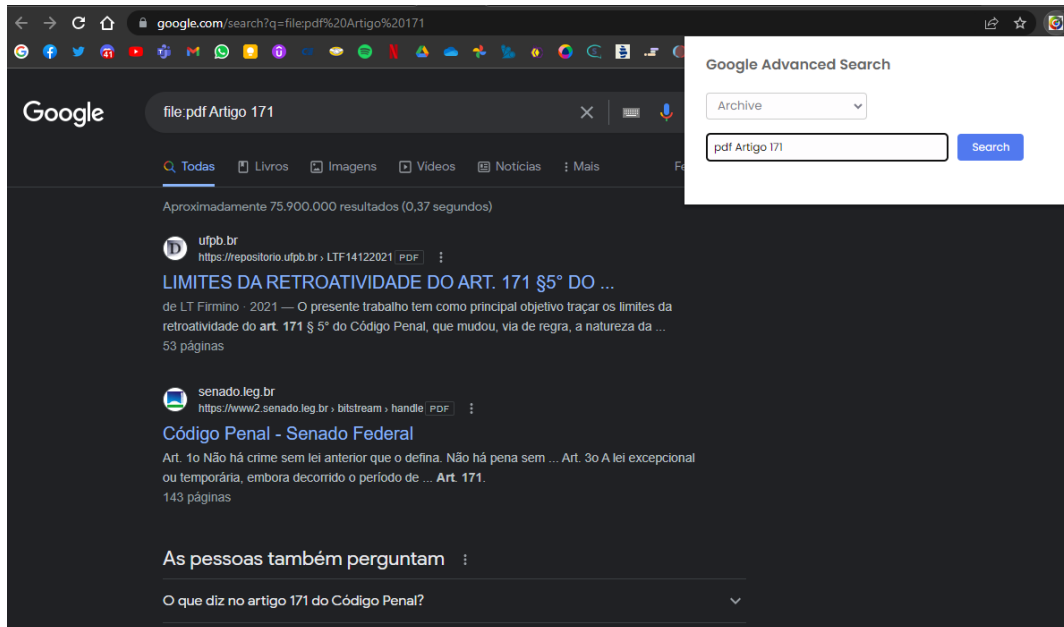 google.com/search?q=file:pdf%20Artigo%20171
Google
file:pdf Artigo 171
Todas
Livros
Imagens
Vídeos
Notícias
Mais
Fe
Aproximadamente 75.900.000 resultados (0,37 segundos)
ufpb.br
https://repositorio.ufpb.br › LTF14122021 PDF
LIMITES DA RETROATIVIDADE DO ART. 171 §5° DO ...
de LT Firmino · 2021 — O presente trabalho tem como principal objetivo traçar os limites da
retroatividade do art. 171 § 5° do Código Penal, que mudou, via de regra, a natureza da ...
53 páginas
senado.leg.br
https://www2.senado.leg.br › bitstream › handle PDF
Código Penal - Senado Federal
Art. 1o Não há crime sem lei anterior que o defina. Não há pena sem ... Art. 3o A lei excepcional
ou temporária, embora decorrido o período de ... Art. 171.
143 páginas
As pessoas também perguntam
O que diz no artigo 171 do Código Penal?
Google Advanced Search
Archive
pdf Artigo 171
Search